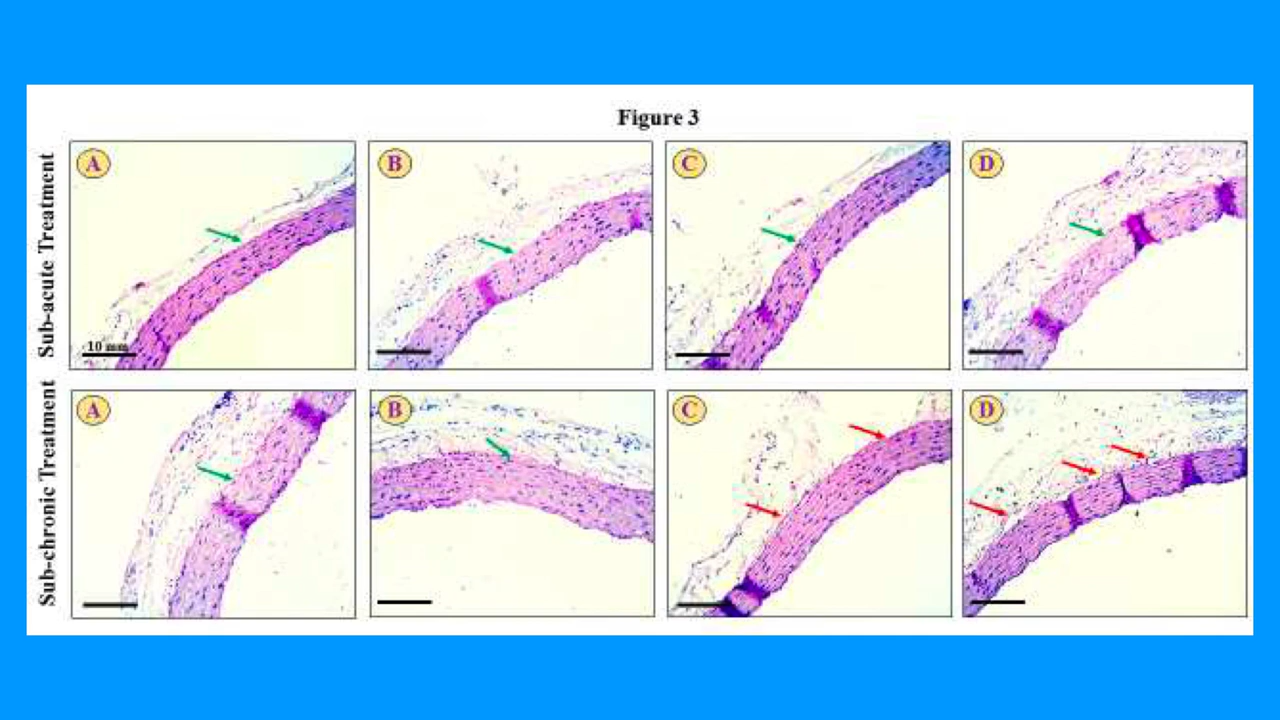 Figure 3
Sub-acute Treatment
A
B
C
D
10 mm
Sub-chronic Treatment
A
B
C
D